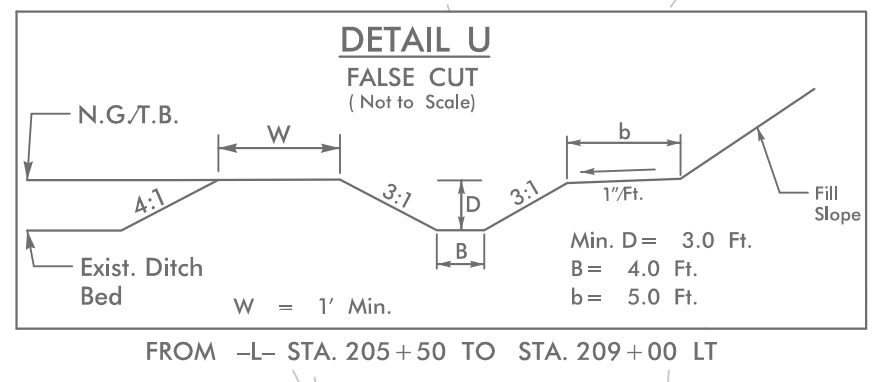 DETAIL U
FALSE CUT
(Not to Scale)
N.G./T.B.
W
b
4:1
3:1
D
3:1
1"/Ft.
Fill
Slope
B
Exist. Ditch
Bed
Min. D = 3.0 Ft.
B = 4.0 Ft.
b = 5.0 Ft.
W = 1' Min.
FROM -L- STA. 205+50 TO STA. 209+00 LT